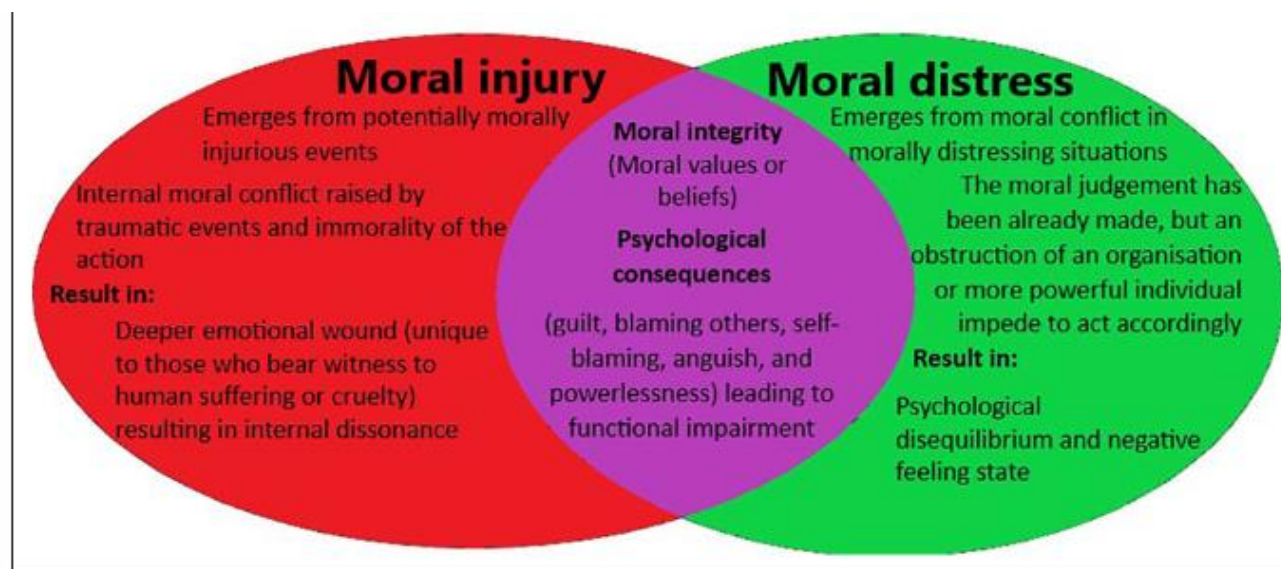 Moral injury
Emerges from potentially morally
injurious events
Internal moral conflict raised by
traumatic events and immorality of the
action
Result in:
Deeper emotional wound (unique
to those who bear witness to
human suffering or cruelty)
resulting in internal dissonance
Moral integrity
(Moral values or
beliefs)
Psychological
consequences
(guilt, blaming others, self-
blaming, anguish, and
powerlessness) leading to
functional impairment
Moral distress
Emerges from moral conflict in
morally distressing situations
The moral judgement has
been already made, but an
obstruction of an organisation
or more powerful individual
impede to act accordingly
Result in:
Psychological
disequilibrium and negative
feeling state